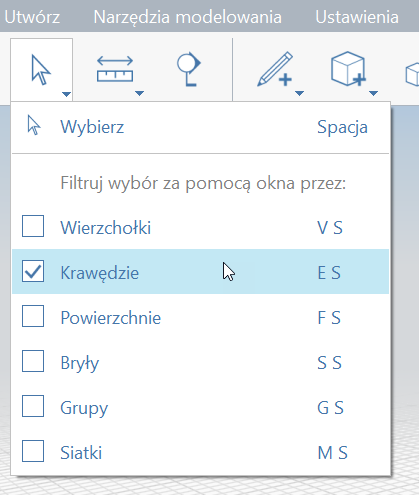 Utwórz Narzędzia modelowania Ustawienia
Wybierz Spacja
Filtruj wybór za pomocą okna przez:
Wierzchołki V S
Krawędzie E S
Powierzchnie F S
Bryły S S
Grupy G S
Siatki M S